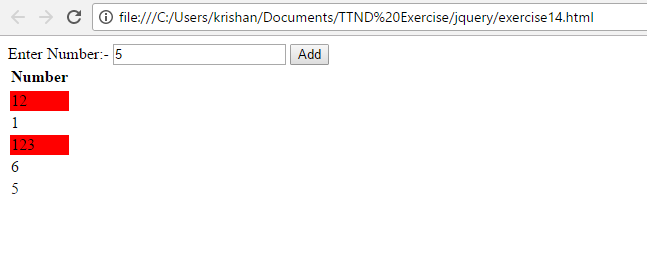 file:///C:/Users/krishan/Documents/TTND%20Exercise/jquery/exercise14.html
Enter Number:- 5 Add
Number
12
1
123
6
5